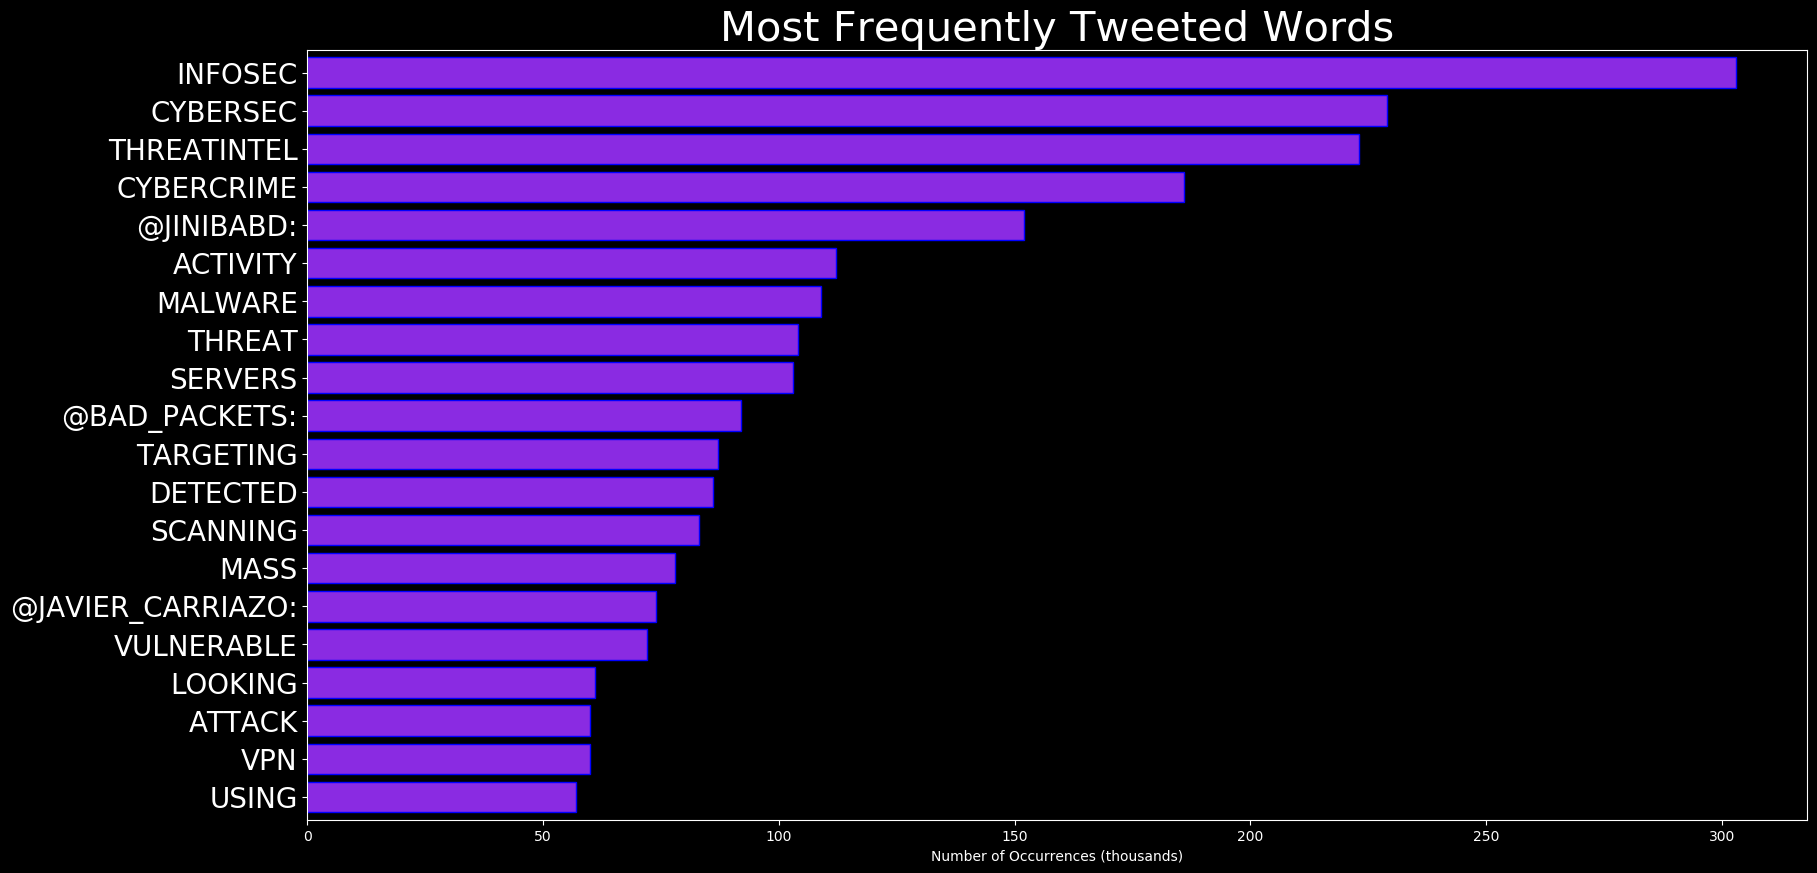 Most Frequently Tweeted Words
INFOSEC
CYBERSEC
THREATINTEL
CYBERCRIME
@JINIBABD:
ACTIVITY
MALWARE
THREAT
SERVERS
@BAD_PACKETS:
TARGETING
DETECTED
SCANNING
MASS
@JAVIER_CARRIAZO:
VULNERABLE
LOOKING
ATTACK
VPN
USING
0 50 100 150 200 250 300
Number of Occurrences (thousands)